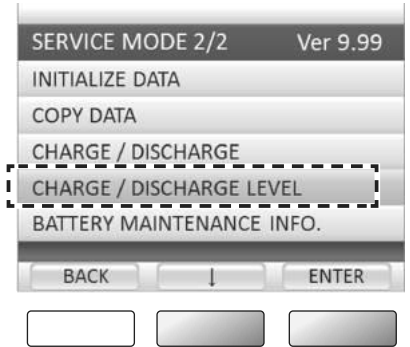 SERVICE MODE 2/2 Ver 9.99
INITIALIZE DATA
COPY DATA
CHARGE / DISCHARGE
CHARGE / DISCHARGE LEVEL
BATTERY MAINTENANCE INFO.
BACK ↓ ENTER